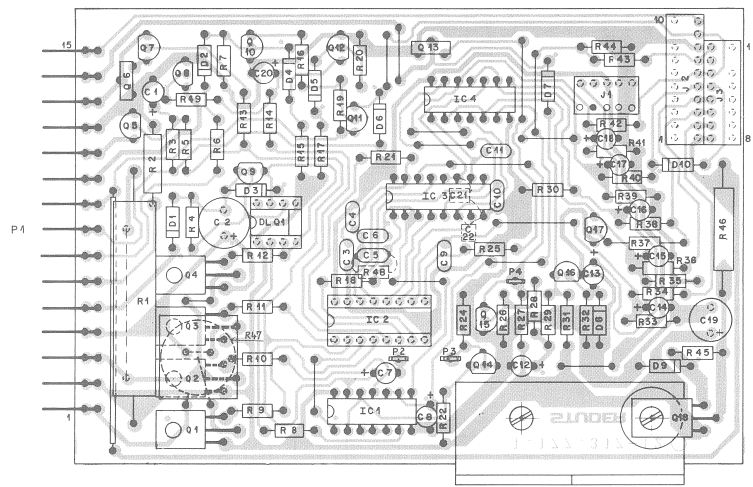 10
15
Q7
Q10
Q12
Q13
R44
R43
D2
R7
R16
R20
Q6
Q8
C20
+
D4
D5
D7
J1
J2
J3
C1
+
R49
R19
D6
IC4
Q5
R13
R14
Q11
R42
C18
+
1
8
R2
R3
R5
R6
R15
R17
R21
C11
R41
C17
+
R40
D10
Q9
D3
IC3
C21
C10
R30
R39
C16
+
R38
D1
R4
C2
+
DLQ1
C4
C6
C22
Q17
R46
P1
R12
C3
C5
R48
C9
R25
R37
C15
+
R36
Q4
R18
P4
Q16
C13
+
R35
R34
R1
R11
IC2
R24
Q15
R26
R27
R28
R29
R31
R32
D8
C14
+
R33
C19
+
Q3
R47
R10
P2
P3
R45
Q2
C7
+
Q14
C12
+
D9
1
R9
IC1
C8
+
R22
STUDER
Q18
Q1
R8